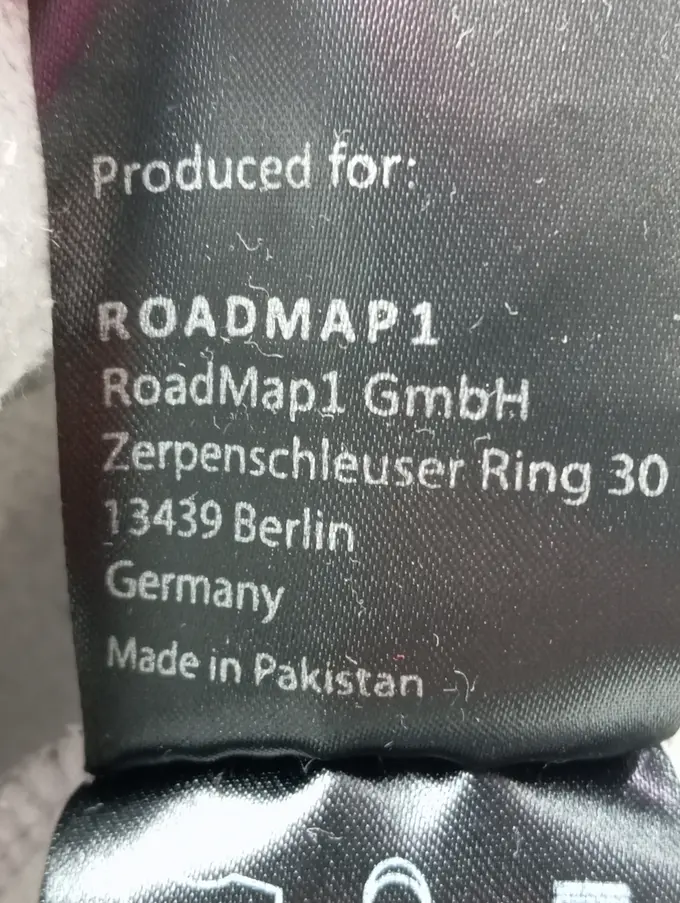 Produced for:
ROADMAP1
RoadMap1 GmbH
Zerpenschleuser Ring 30
13439 Berlin
Germany
Made in Pakistan